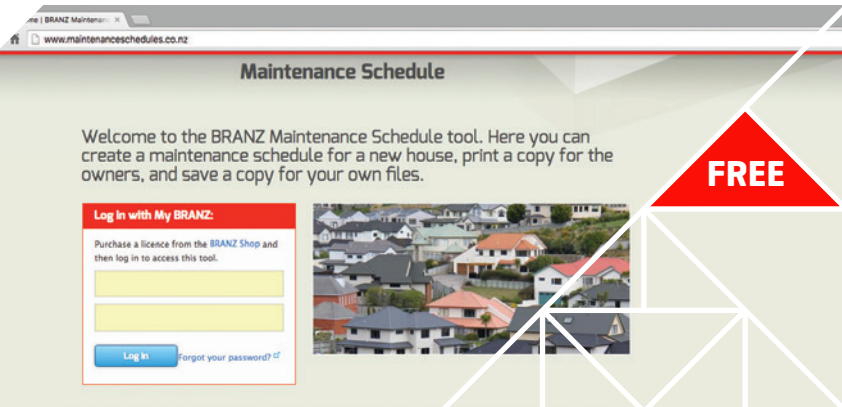 me | BRANZ Maintenanc
www.maintenanceschedules.co.nz
Maintenance Schedule
Welcome to the BRANZ Maintenance Schedule tool. Here you can
create a maintenance schedule for a new house, print a copy for the
owners, and save a copy for your own files.
FREE
Log in with My BRANZ:
Purchase a licence from the BRANZ Shop and
then log in to access this tool.
Log in
Forgot your password?